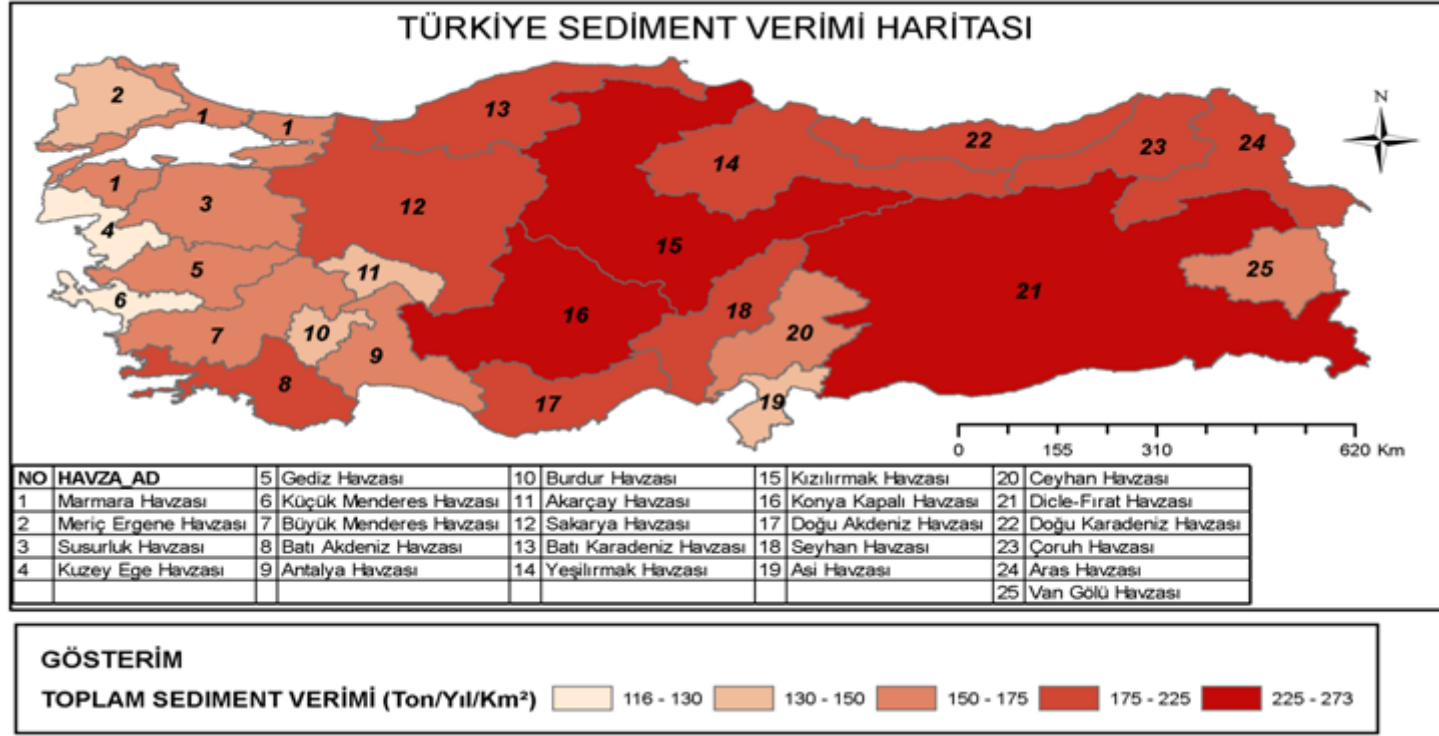 TÜRKİYE SEDİMENT VERİMİ HARİTASI
N
2
1
1
13
22
23
24
14
1
3
12
4
15
5
11
25
6
21
16
18
7
10
20
9
8
17
19
0 155 310 620 Km
NO HAVZA_AD 5 Gediz Havzası 10 Burdur Havzası 15 Kızılırmak Havzası 20 Ceyhan Havzası
1 Marmara Havzası 6 Küçük Menderes Havzası 11 Akarçay Havzası 16 Konya Kapalı Havzası 21 Dicle-Fırat Havzası
2 Meriç Ergene Havzası 7 Büyük Menderes Havzası 12 Sakarya Havzası 17 Doğu Akdeniz Havzası 22 Doğu Karadeniz Havzası
3 Susurluk Havzası 8 Batı Akdeniz Havzası 13 Batı Karadeniz Havzası 18 Seyhan Havzası 23 Çoruh Havzası
4 Kuzey Ege Havzası 9 Antalya Havzası 14 Yeşilırmak Havzası 19 Asi Havzası 24 Aras Havzası
25 Van Gölü Havzası
GÖSTERİM
TOPLAM SEDIMENT VERİMİ (Ton/Yıl/Km²) 116 - 130 130 - 150 150 - 175 175 - 225 225 - 273